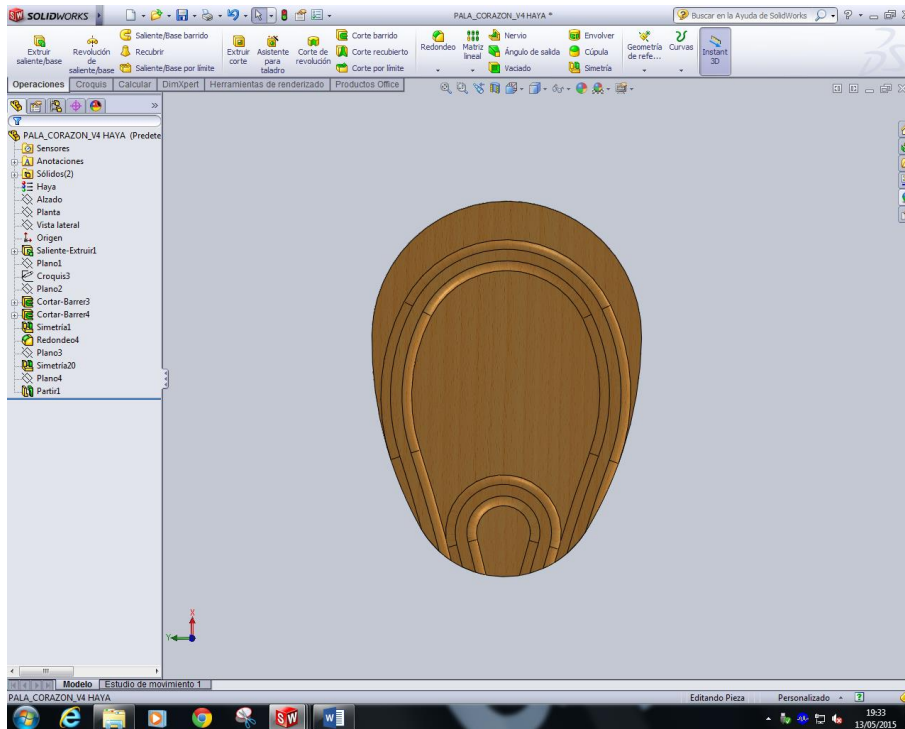 SW SOLIDWORKS
PALA_CORAZON_V4 HAYA *
Buscar en la Ayuda de SolidWorks
Extruir saliente/base
Revolución de saliente/base
Saliente/Base barrido
Recubrir
Saliente/Base por límite
Extruir corte
Asistente para taladro
Corte de revolución
Corte barrido
Corte recubierto
Corte por límite
Redondeo
Matriz lineal
Nervio
Ángulo de salida
Vaciado
Envolver
Cúpula
Simetría
Geometría de refe...
Curvas
Instant 3D
Operaciones Croquis Calcular DimXpert Herramientas de renderizado Productos Office
PALA_CORAZON_V4 HAYA (Predete
Sensores
Anotaciones
Sólidos(2)
Haya
Alzado
Planta
Vista lateral
Origen
Saliente-Extruir1
Plano1
Croquis3
Plano2
Cortar-Barrer3
Cortar-Barrer4
Simetría1
Redondeo4
Plano3
Simetría20
Plano4
Partir1
X
Y
Modelo Estudio de movimiento 1
PALA_CORAZON_V4 HAYA
Editando Pieza Personalizado
SW W
19:33
13/05/2015